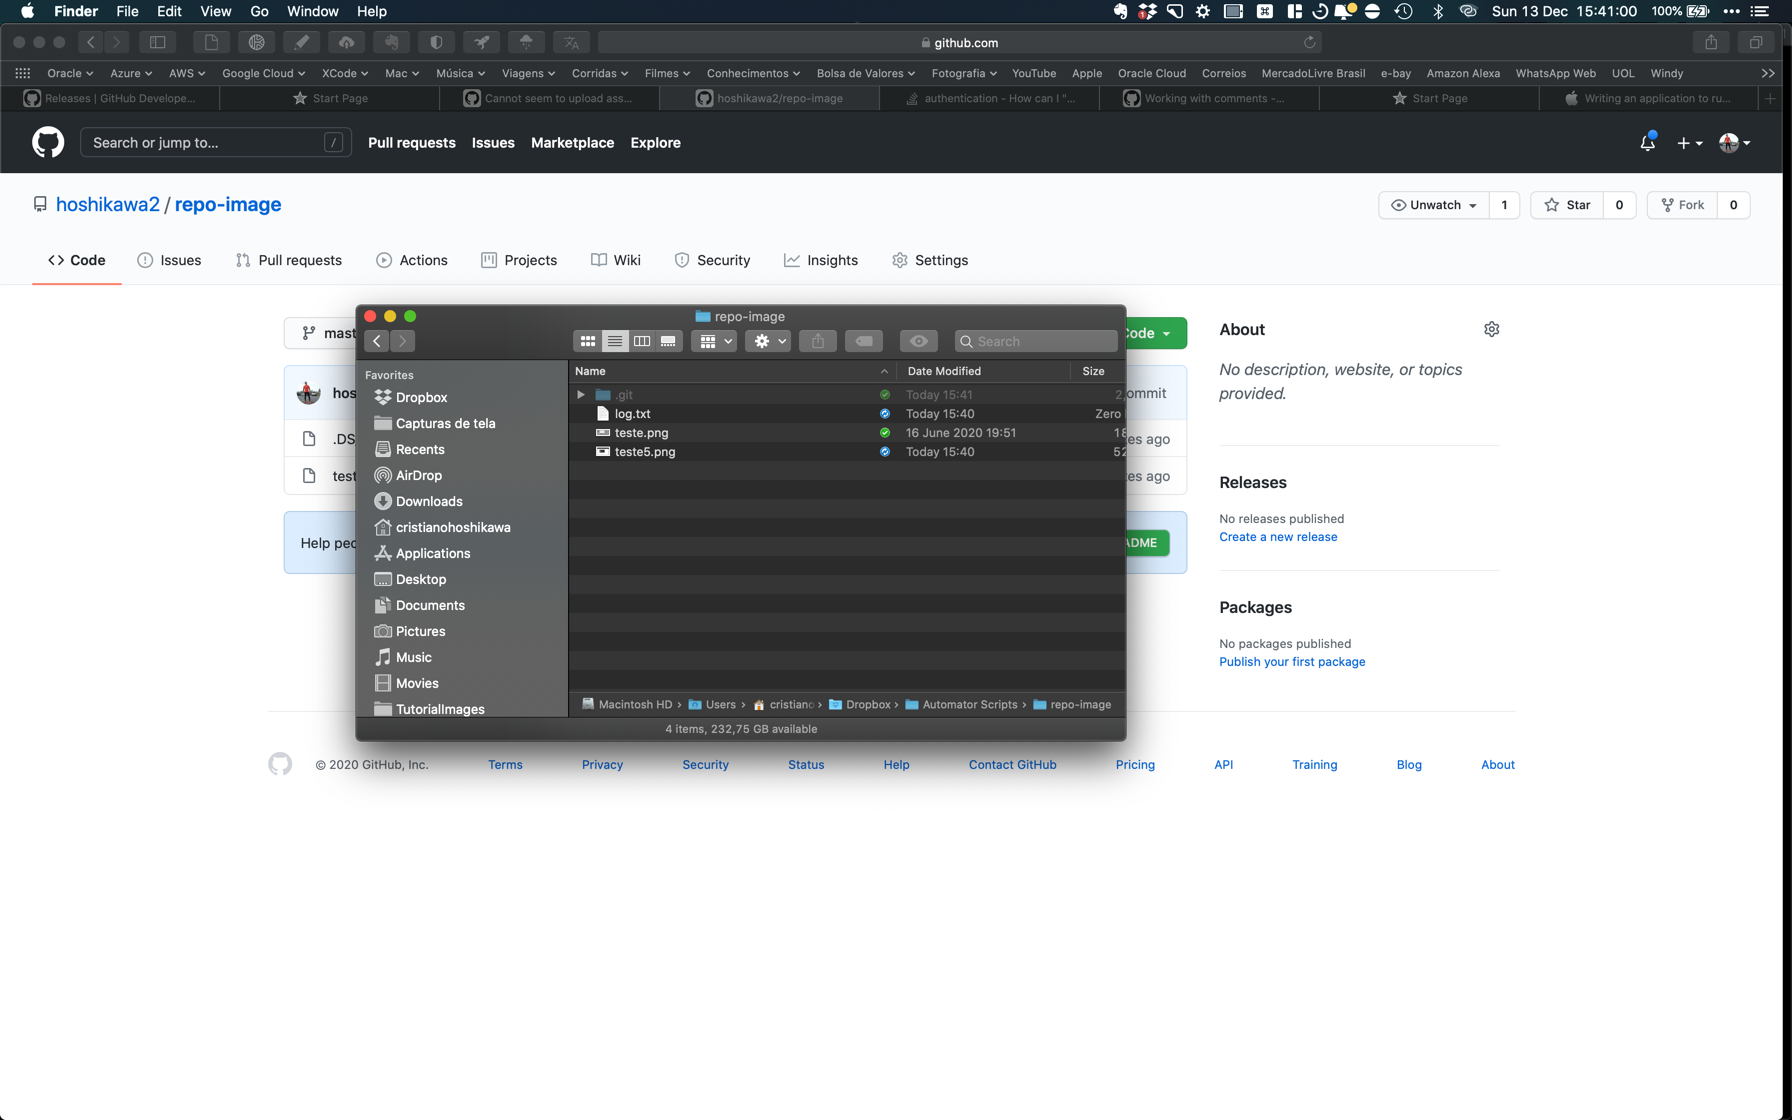 Finder File Edit View Go Window Help Sun 13 Dec 15:41:00 100%
github.com
Oracle Azure AWS Google Cloud XCode Mac Música Viagens Corridas Filmes Conhecimentos Bolsa de Valores Fotografia YouTube Apple Oracle Cloud Correios MercadoLivre Brasil e-bay Amazon Alexa WhatsApp Web UOL Windy
Releases | GitHub Develope... Start Page Cannot seem to upload ass... hoshikawa2/repo-image authentication - How can I "... Working with comments -... Start Page Writing an application to ru...
Search or jump to... / Pull requests Issues Marketplace Explore
hoshikawa2 / repo-image Unwatch 1 Star 0 Fork 0
Code Issues Pull requests Actions Projects Wiki Security Insights Settings
mast ode
hos ommit
.DS es ago
test es ago
Help peo ADME
About
No description, website, or topics
provided.
Releases
No releases published
Create a new release
Packages
No packages published
Publish your first package
repo-image
Search
Favorites
Dropbox
Capturas de tela
Recents
AirDrop
Downloads
cristianohoshikawa
Applications
Desktop
Documents
Pictures
Music
Movies
TutorialImages
Name Date Modified Size
.git Today 15:41 2,
log.txt Today 15:40 Zero
teste.png 16 June 2020 19:51 18
teste5.png Today 15:40 52
Macintosh HD › Users › cristiano › Dropbox › Automator Scripts › repo-image
4 items, 232,75 GB available
© 2020 GitHub, Inc. Terms Privacy Security Status Help Contact GitHub Pricing API Training Blog About